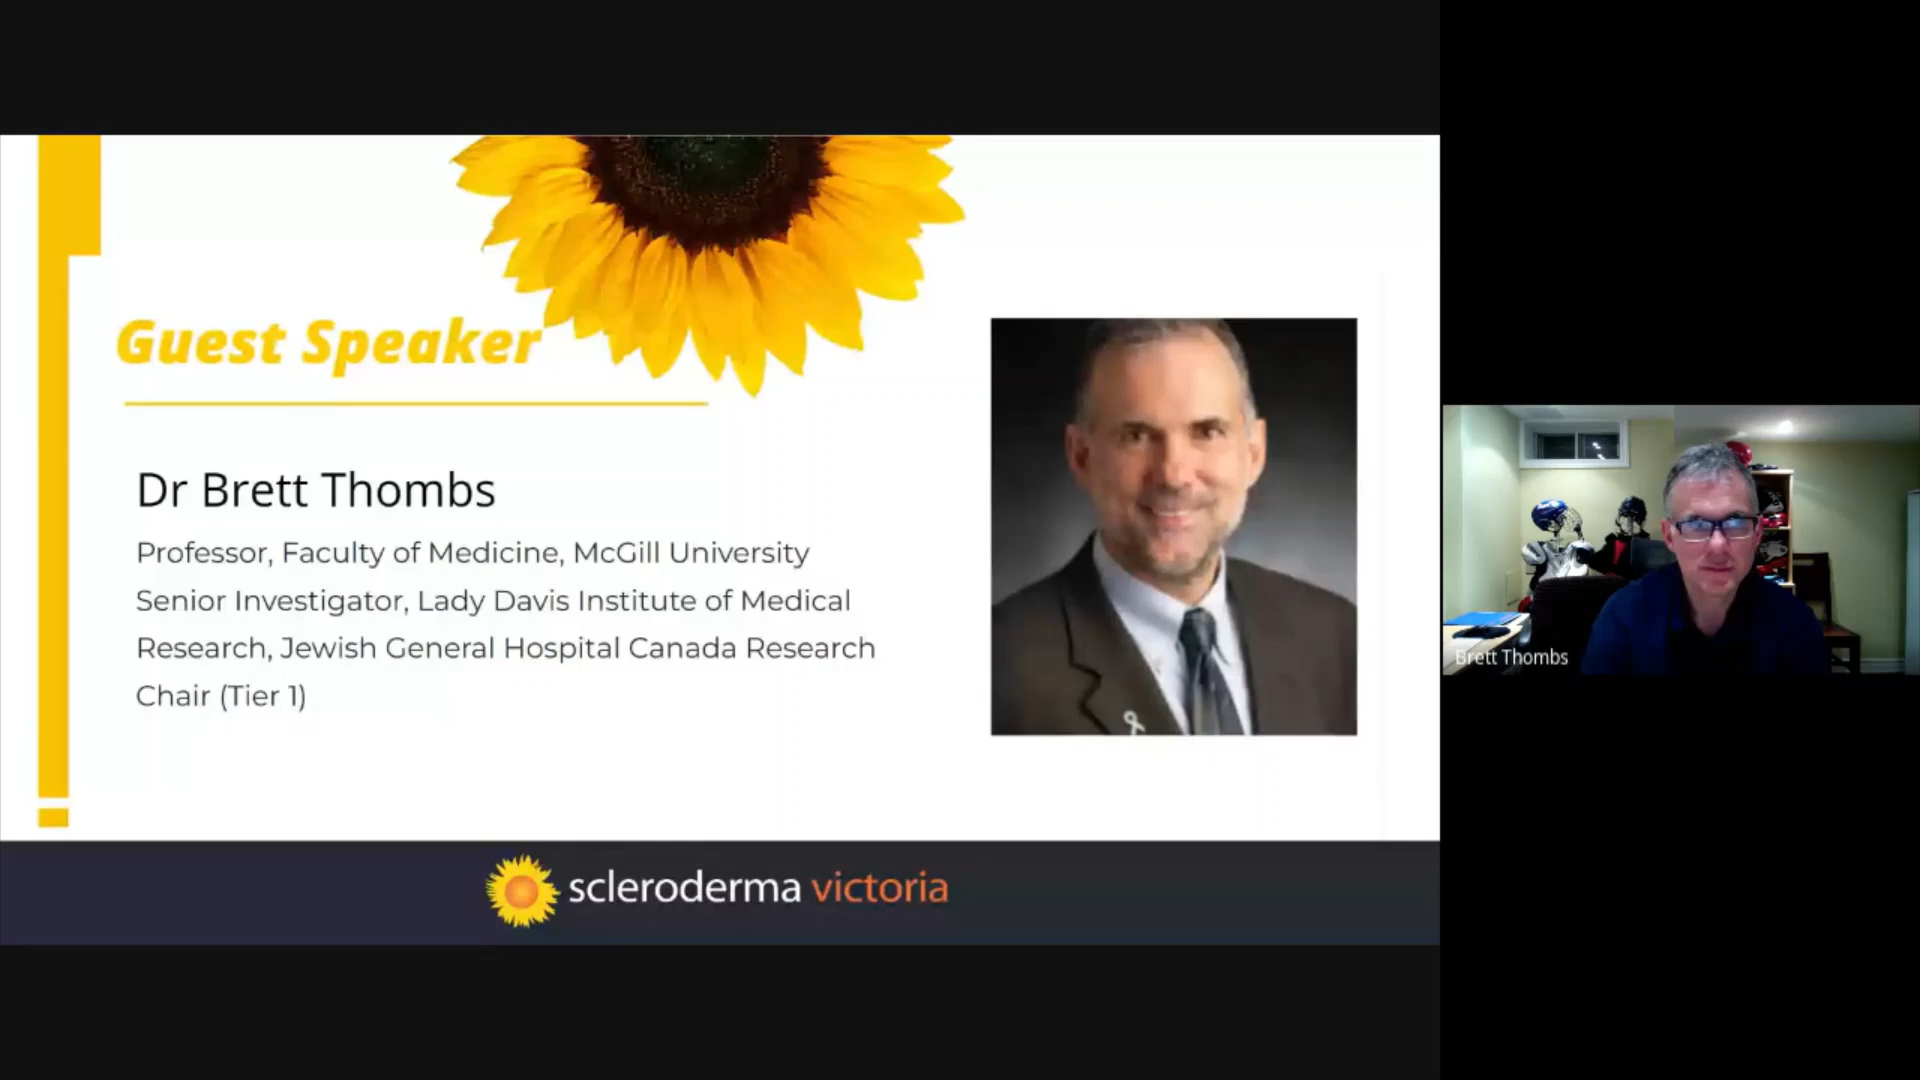 Guest Speaker
Dr Brett Thombs
Professor, Faculty of Medicine, McGill University
Senior Investigator, Lady Davis Institute of Medical
Research, Jewish General Hospital Canada Research
Chair (Tier 1)
scleroderma victoria
Brett Thombs